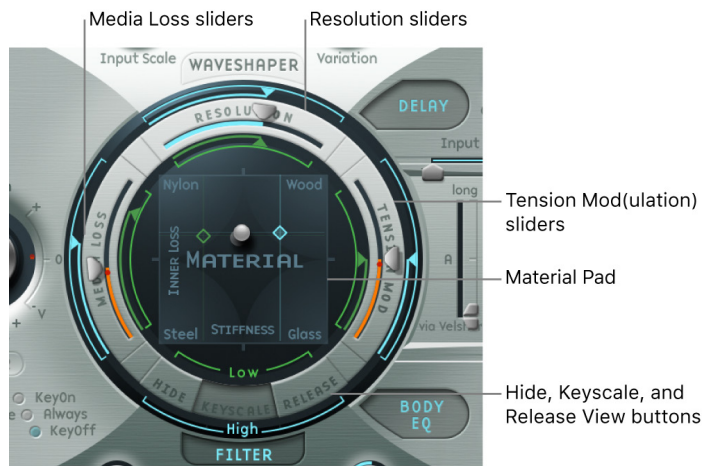 Media Loss sliders
Resolution sliders
Input Scale
WAVESHAPER
Variation
RESOLUTION
DELAY
Input
long
Nylon
Wood
Tension Mod(ulation)
sliders
MEDIA LOSS
TENSION MOD
INNER LOSS
MATERIAL
0
A
Material Pad
+
-
V
+
Steel
STIFFNESS
Glass
via
Low
HIDE
KEYSCALE
RELEASE
Hide, Keyscale, and
Release View buttons
KeyOn
Always
KeyOff
High
BODY
EQ
FILTER